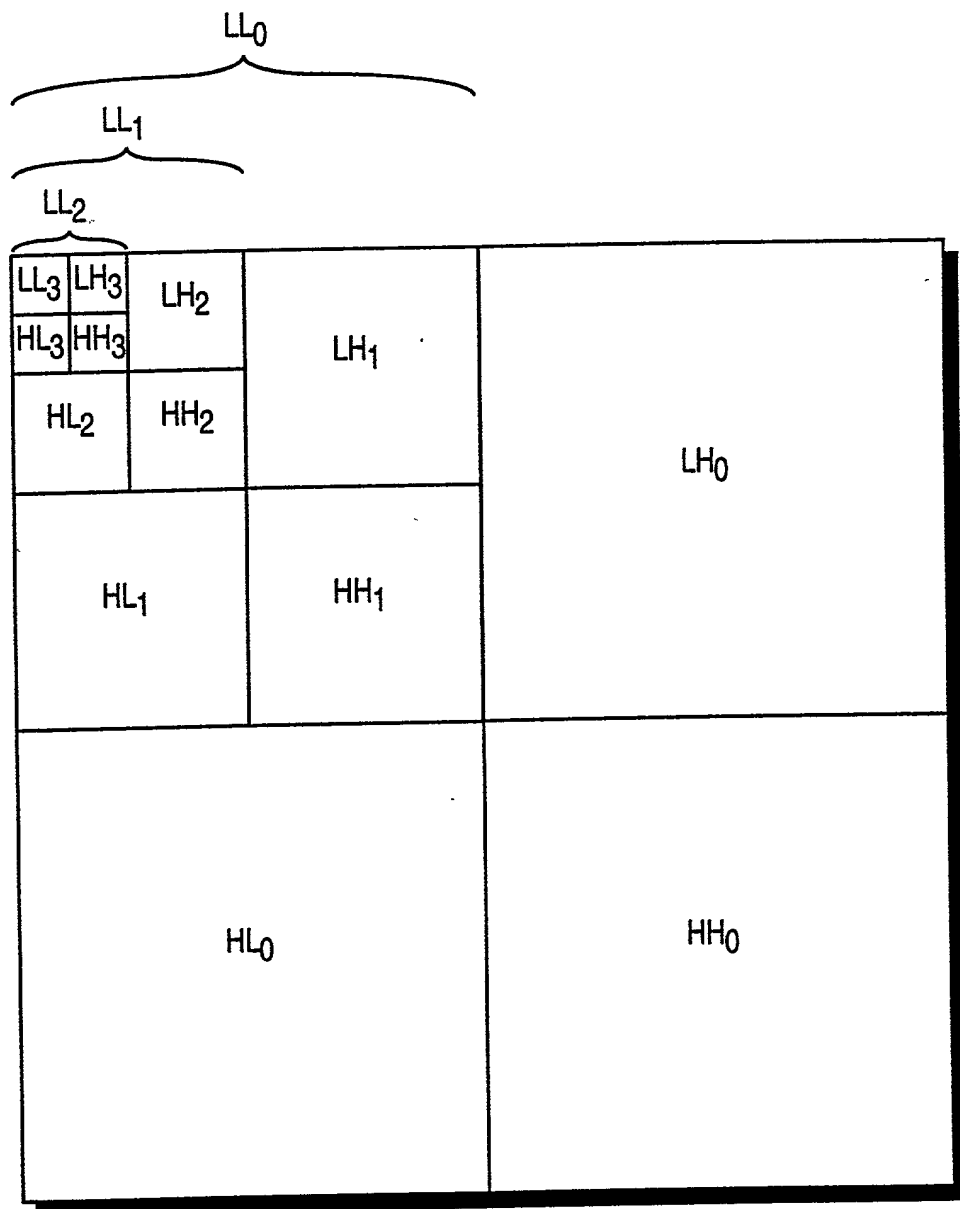 LL₀
LL₁
LL₂
LL₃ LH₃
LH₂
HL₃ HH₃
LH₁
HL₂ HH₂
LH₀
HL₁ HH₁
HL₀ HH₀